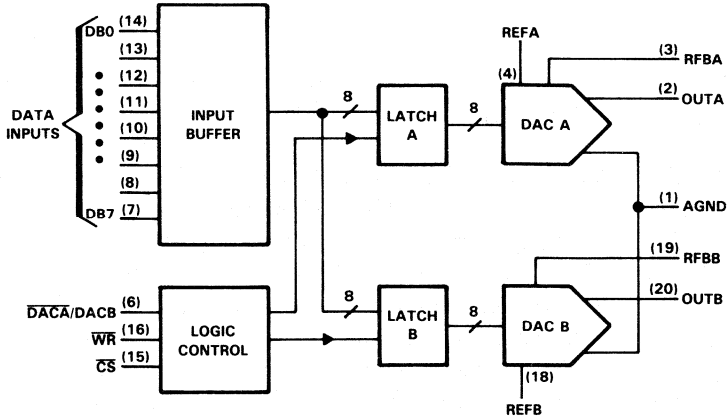 DB0 (14)
(13)
(12)
(11)
(10)
(9)
(8)
DB7 (7)
DATA
INPUTS
INPUT
BUFFER
8
LATCH
A
8
REFA
(4)
DAC A
(3) RFBA
(2) OUTA
(1) AGND
DACA/DACB (6)
WR (16)
CS (15)
LOGIC
CONTROL
8
LATCH
B
8
DAC B
(19) RFBB
(20) OUTB
(18)
REFB